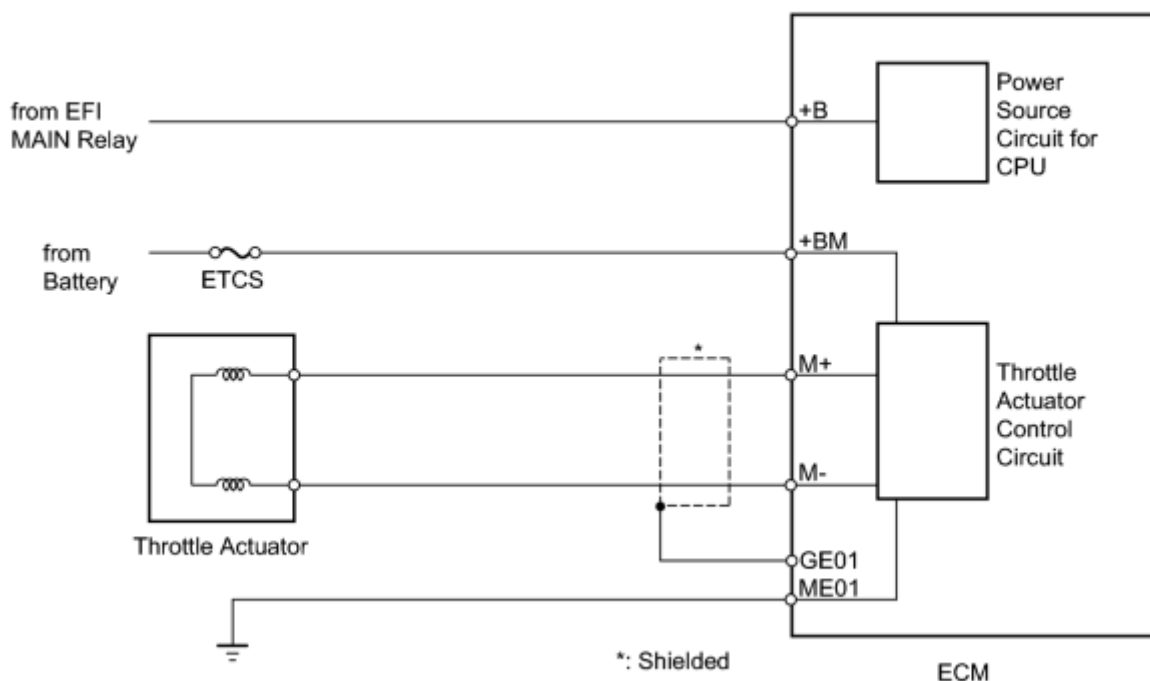 from EFI
MAIN Relay
+B
Power
Source
Circuit for
CPU
from
Battery
ETCS
+BM
*
M+
Throttle
Actuator
Control
Circuit
M-
Throttle Actuator
GE01
ME01
*: Shielded
ECM